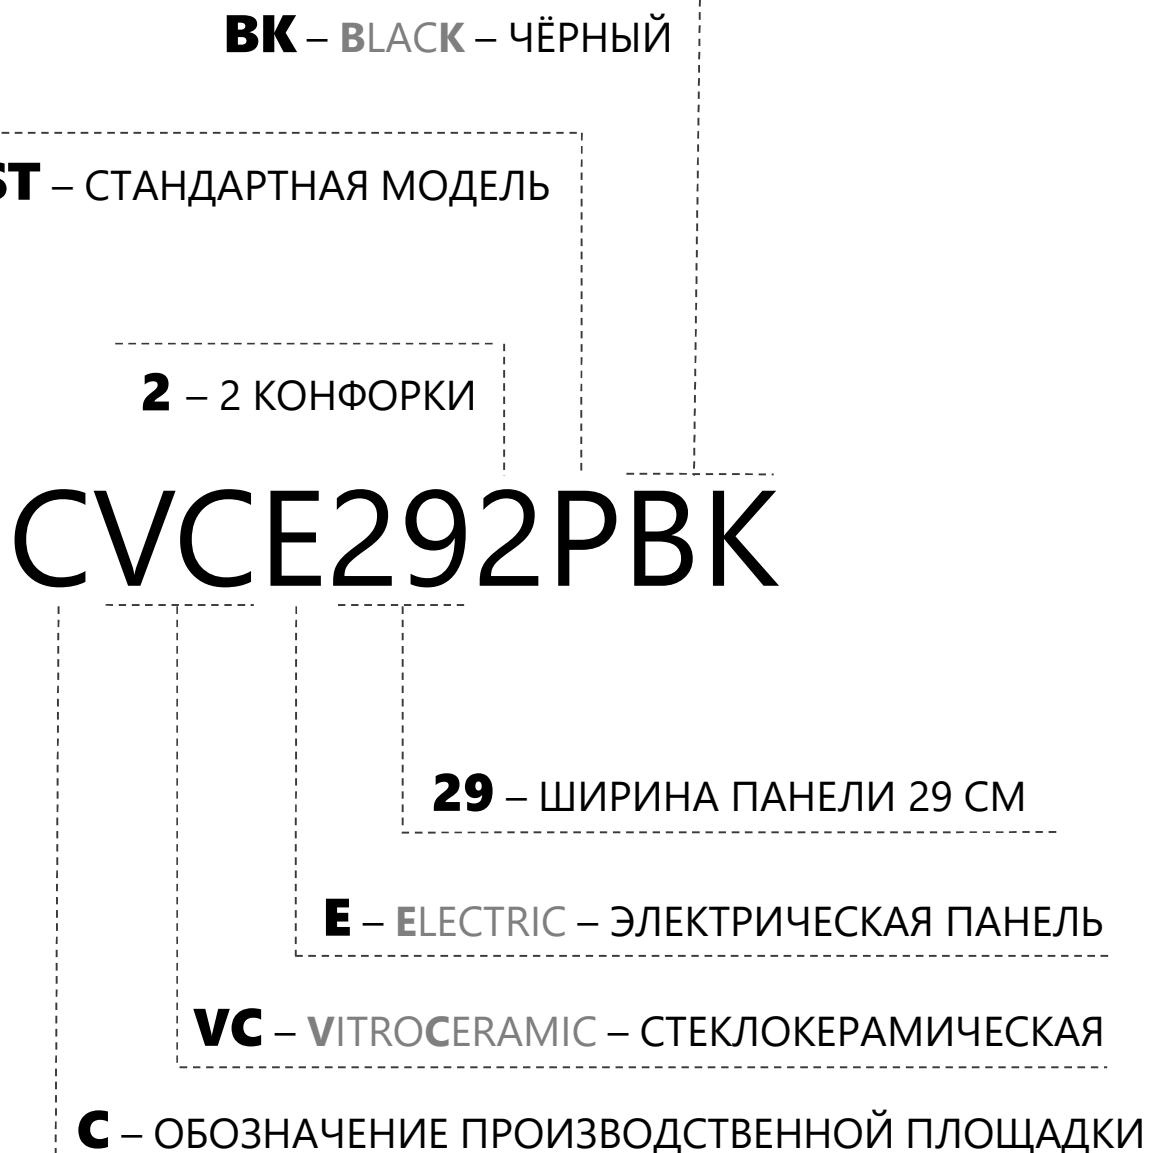 BK – BLACK – ЧЁРНЫЙ
ST – СТАНДАРТНАЯ МОДЕЛЬ
2 – 2 КОНФОРКИ
CVCE292PBK
29 – ШИРИНА ПАНЕЛИ 29 СМ
E – ELECTRIC – ЭЛЕКТРИЧЕСКАЯ ПАНЕЛЬ
VC – VITROCERAMIC – СТЕКЛОКЕРАМИЧЕСКАЯ
C – ОБОЗНАЧЕНИЕ ПРОИЗВОДСТВЕННОЙ ПЛОЩАДКИ